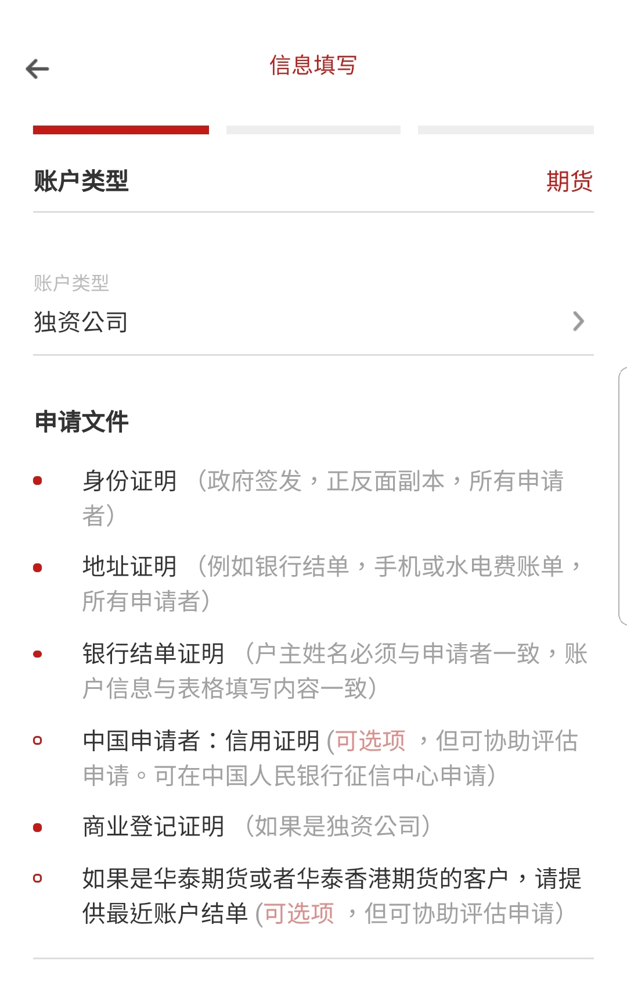 信息填写
账户类型 期货
账户类型
独资公司
申请文件
身份证明 （政府签发，正反面副本，所有申请
者）
地址证明 （例如银行结单，手机或水电费账单，
所有申请者）
银行结单证明 （户主姓名必须与申请者一致，账
户信息与表格填写内容一致）
中国申请者：信用证明 (可选项 ，但可协助评估
申请。可在中国人民银行征信中心申请）
商业登记证明 （如果是独资公司）
如果是华泰期货或者华泰香港期货的客户，请提
供最近账户结单 (可选项 ，但可协助评估申请）